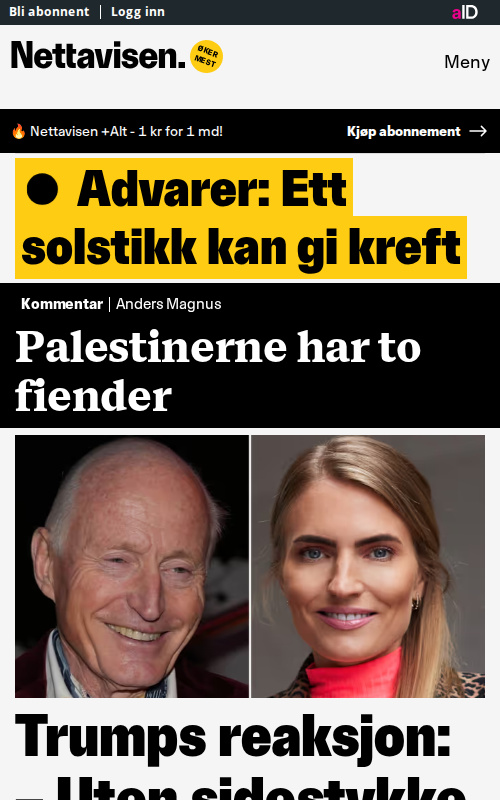 Bli abonnent | Logg inn
aID
Nettavisen.
ØKER
MEST
Meny
Nettavisen +Alt - 1 kr for 1 md!
Kjøp abonnement
Advarer: Ett
solstikk kan gi kreft
Kommentar | Anders Magnus
Palestinerne har to
fiender
Trumps reaksjon:
– Uten sidestykke